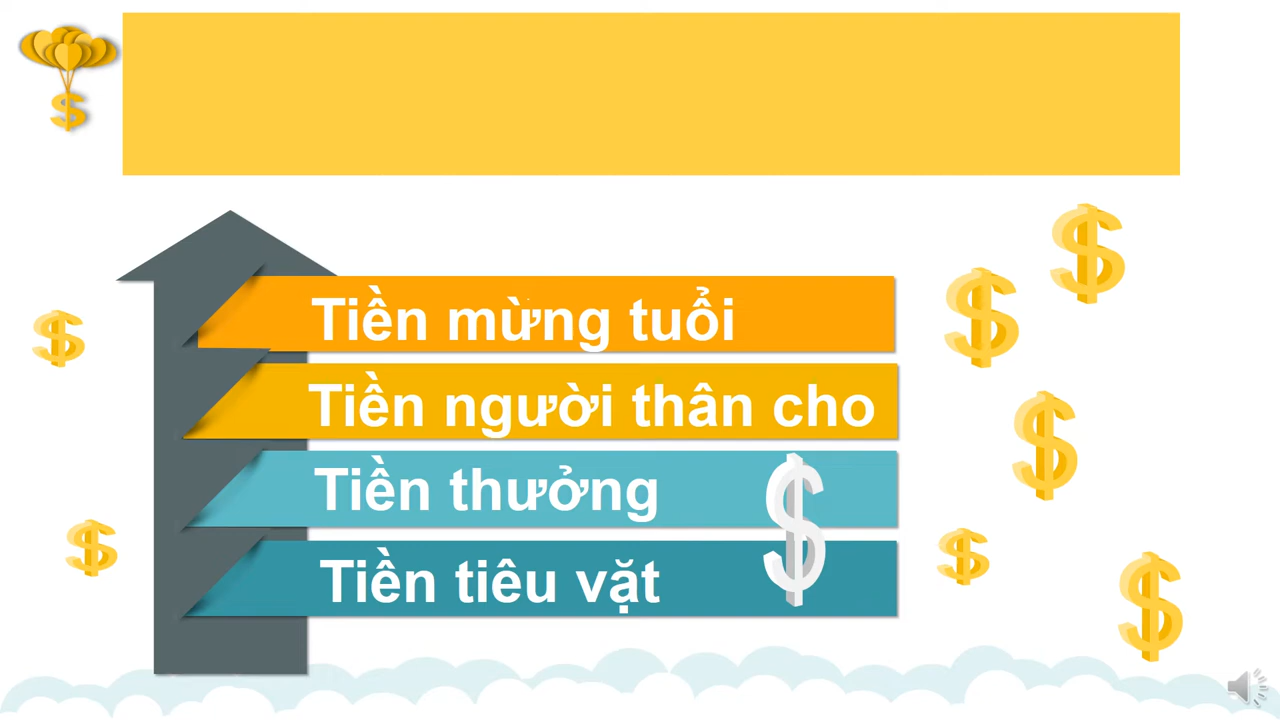 Tiền mừng tuổi
Tiền người thân cho
Tiền thưởng
Tiền tiêu vặt